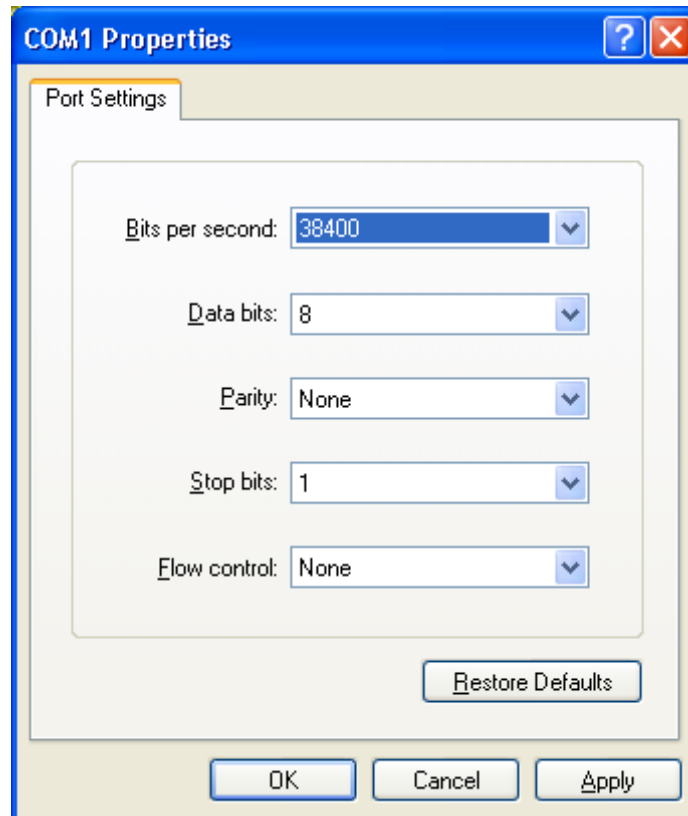 COM1 Properties
Port Settings
Bits per second: 38400
Data bits: 8
Parity: None
Stop bits: 1
Flow control: None
Restore Defaults
OK Cancel Apply